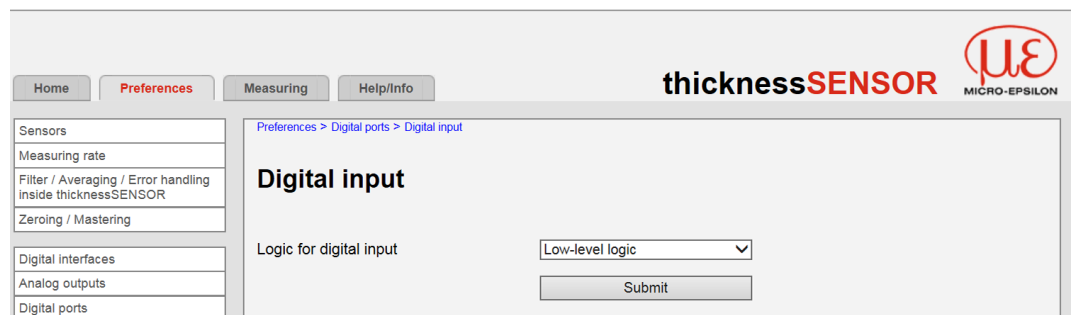 Home
Preferences
Measuring
Help/Info
thicknessSENSOR
με
MICRO-EPSILON
Sensors
Measuring rate
Filter / Averaging / Error handling
inside thicknessSENSOR
Zeroing / Mastering
Digital interfaces
Analog outputs
Digital ports
Preferences > Digital ports > Digital input
Digital input
Logic for digital input
Low-level logic
Submit